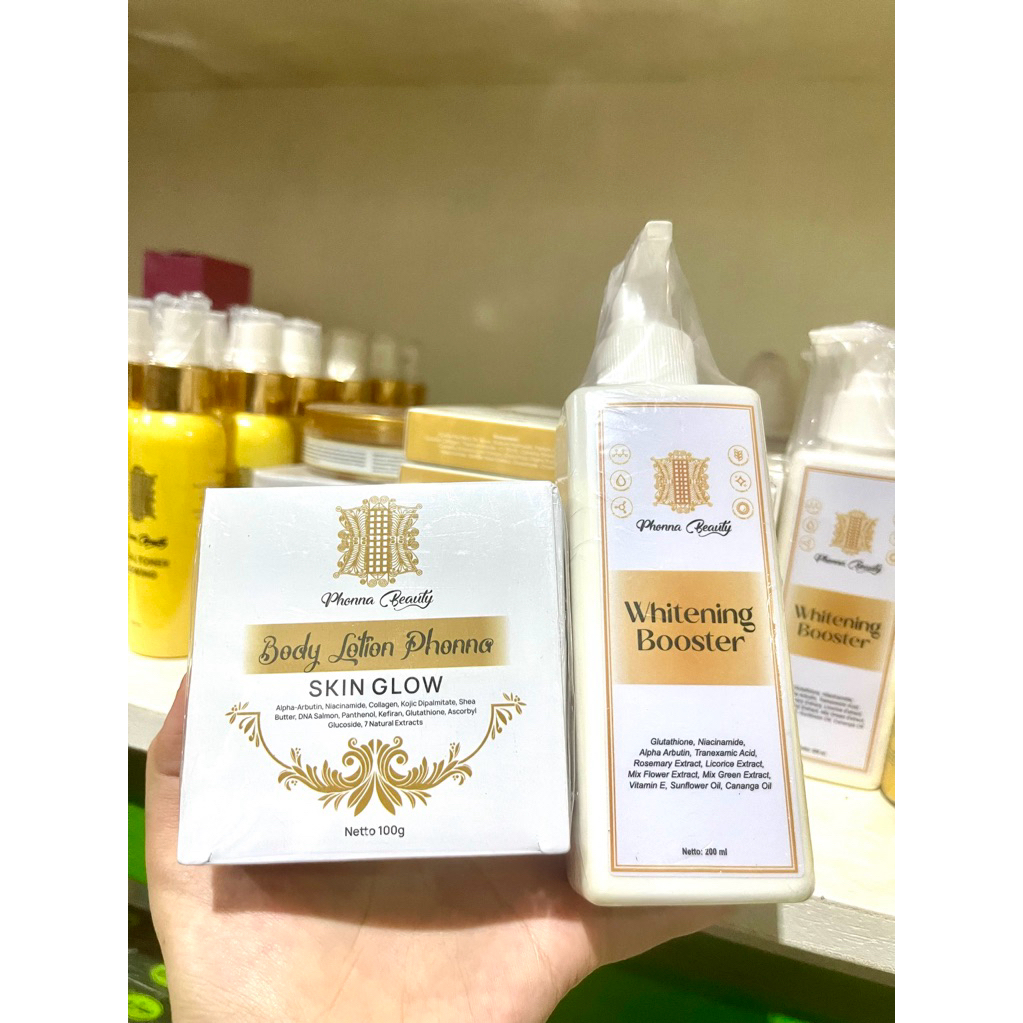 Phonna Beauty
Body Lotion Phonna
SKIN GLOW
Alpha-Arbutin, Niacinamide, Collagen, Kojic Dipalmitate, Shea
Butter, DNA Salmon, Panthenol, Kefiran, Glutathione, Ascorbyl
Glucoside, 7 Natural Extracts
Netto 100g
Phonna Beauty
Whitening
Booster
Glutathione, Niacinamide,
Alpha Arbutin, Tranexamic Acid,
Rosemary Extract, Licorice Extract,
Mix Flower Extract, Mix Green Extract,
Vitamin E, Sunflower Oil, Cananga Oil
Netto: 200 ml
Phonna Beauty
Whitening
Booster
Beauty
TONER